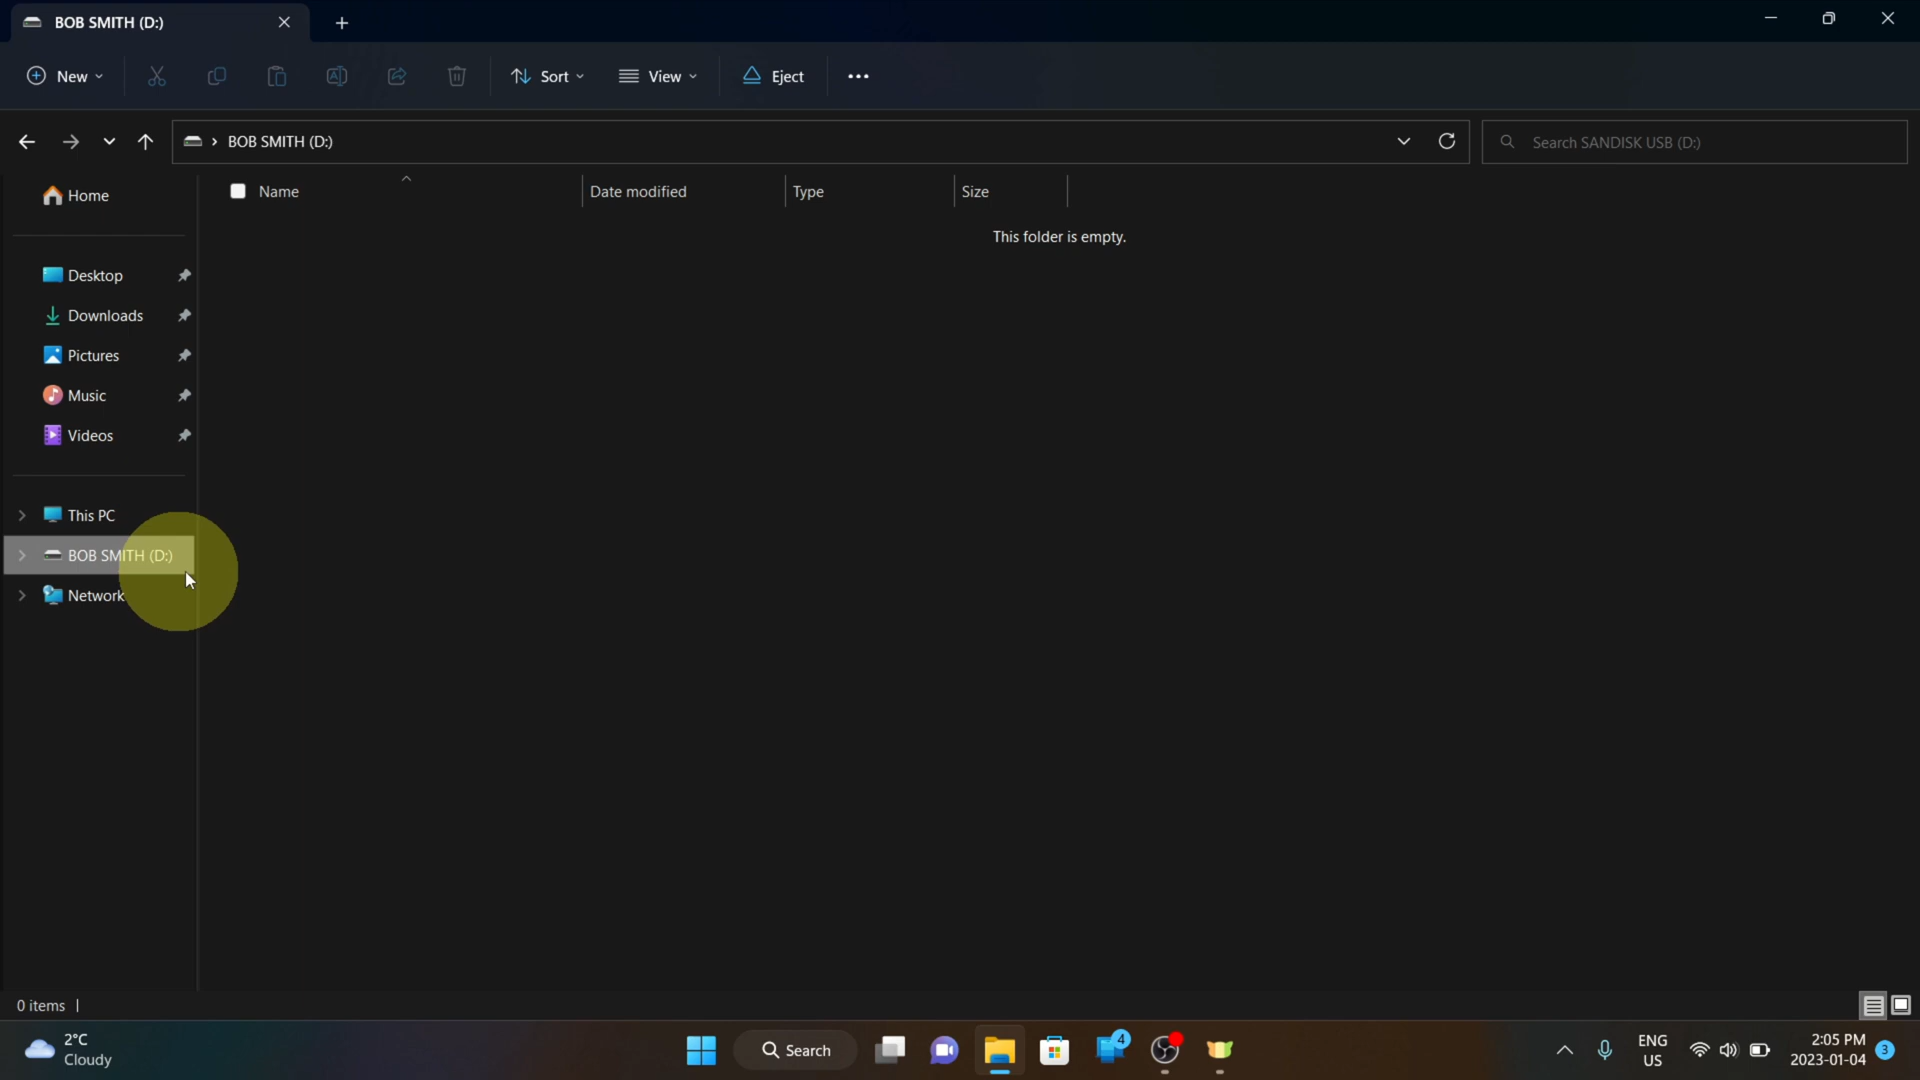 BOB SMITH (D:)
New
Sort
View
Eject
BOB SMITH (D:)
Search SANDISK USB (D:)
Home
Name
Date modified
Type
Size
This folder is empty.
Desktop
Downloads
Pictures
Music
Videos
This PC
BOB SMITH (D:)
Network
0 items
2°C
Cloudy
Search
4
ENG
US
2:05 PM
2023-01-04
3